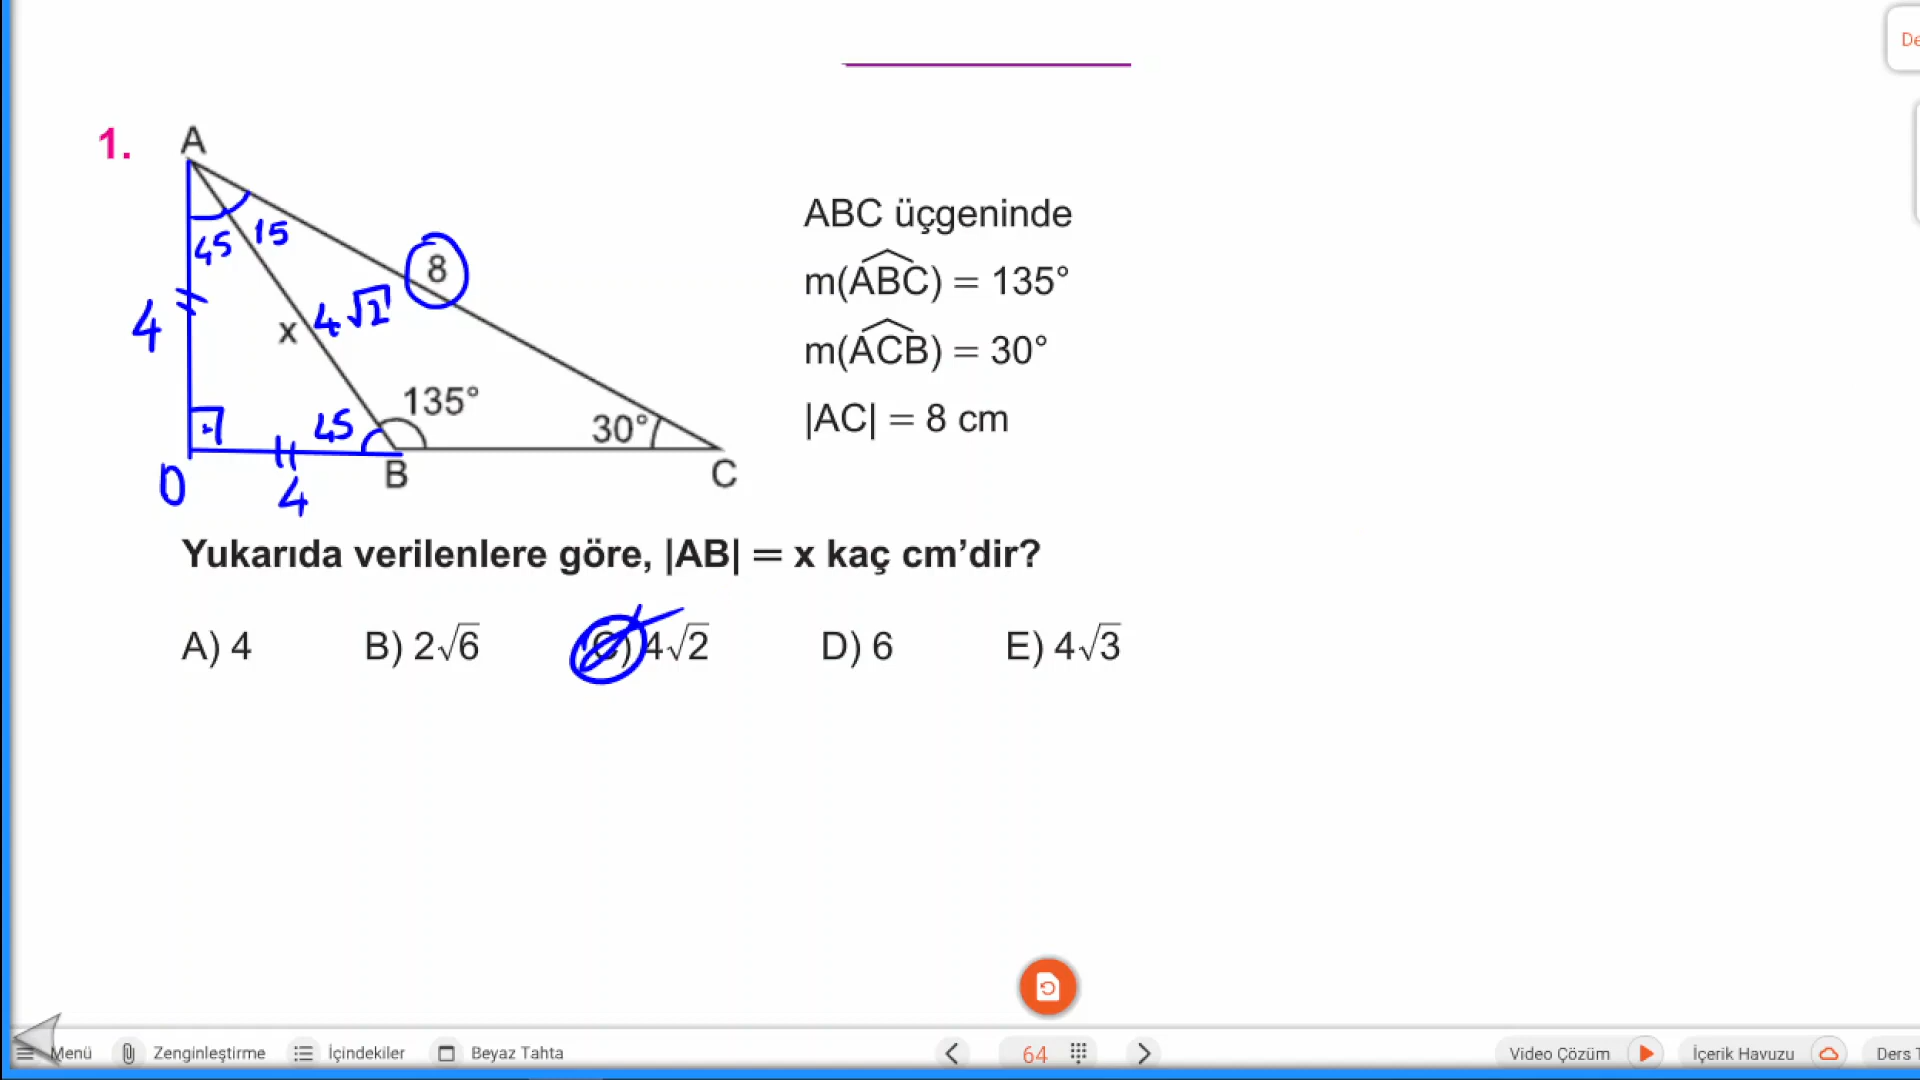 De
1.
A
45 15
8
4
x 4√2
135°
45
30°
0
4
B
C
ABC üçgeninde
m(ABC) = 135°
m(ACB) = 30°
|AC| = 8 cm
Yukarıda verilenlere göre, |AB| = x kaç cm’dir?
A) 4 B) 2√6 C) 4√2 D) 6 E) 4√3
Menü Zenginleştirme İçindekiler Beyaz Tahta 64 Video Çözüm İçerik Havuzu Ders T